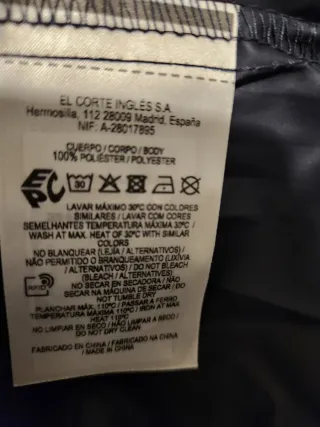 EL CORTE INGLÉS S.A.
Hermosilla, 112 28009 Madrid, España
NIF. A-28017895
CUERPO / CORPO / BODY
100% POLIÉSTER / POLYESTER
EPC
30
LAVAR MÁXIMO 30ºC CON COLORES
SIMILARES / LAVAR COM CORES
SEMELHANTES TEMPERATURA MÁXIMA 30ºC /
WASH AT MAX. HEAT OF 30ºC WITH SIMILAR
COLORS
NO BLANQUEAR (LEJÍA / ALTERNATIVOS) /
NÃO PERMITIDO O BRANQUEAMENTO (LIXÍVIA
/ ALTERNATIVOS) / DO NOT BLEACH
(BLEACH / ALTERNATIVES)
NO SECAR EN SECADORA / NÃO
SECAR NA MÁQUINA DE SECAR / DO
NOT TUMBLE DRY
PLANCHAR MÁX. 110ºC / PASSAR A FERRO
TEMPERATURA MÁXIMA 110ºC / IRON AT MAX
HEAT 110ºC
NO LIMPAR EN SECO / NÃO LIMPAR A SECO /
DO NOT DRY CLEAN
FABRICADO EN CHINA / FABRICADO NA CHINA
/ MADE IN CHINA
RFID